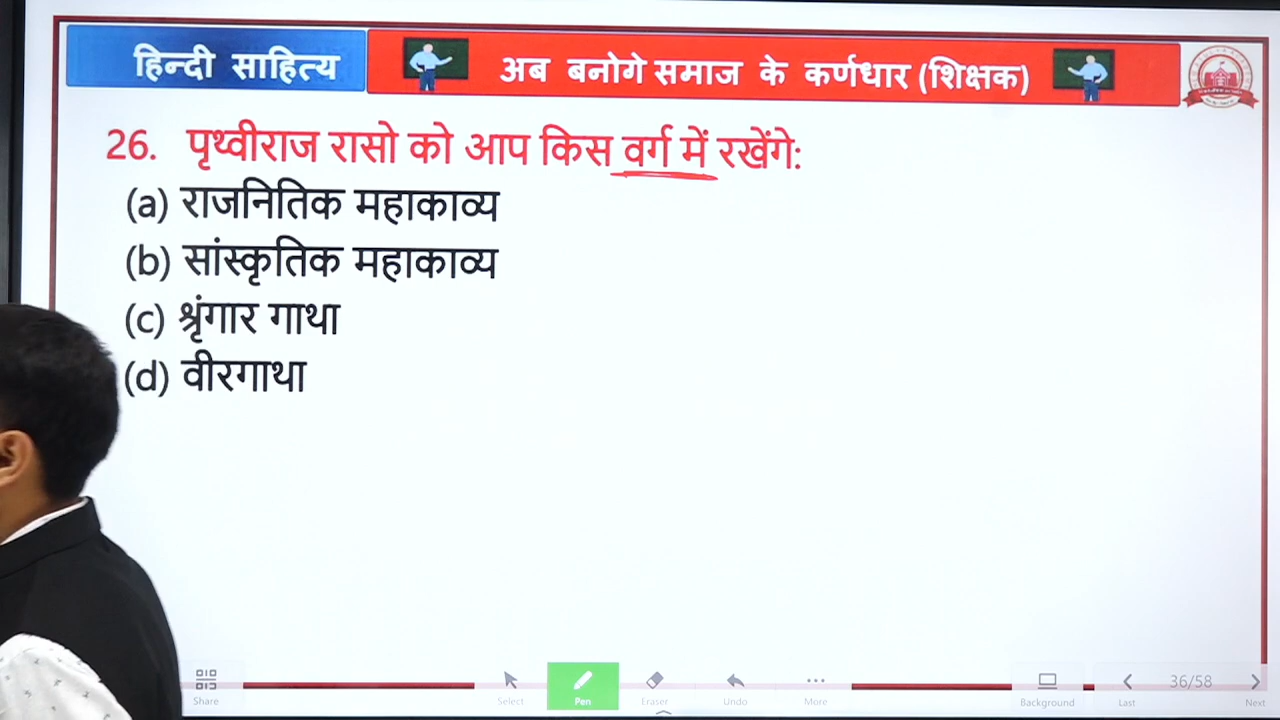 हिन्दी साहित्य
अब बनोगे समाज के कर्णधार (शिक्षक)
26. पृथ्वीराज रासो को आप किस वर्ग में रखेंगे:
(a) राजनितिक महाकाव्य
(b) सांस्कृतिक महाकाव्य
(c) श्रृंगार गाथा
(d) वीरगाथा
Share
Select
Pen
Eraser
Undo
More
Background
Last
36/58
Next